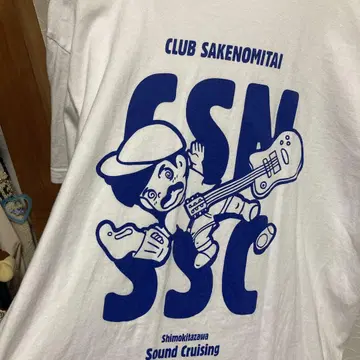 CLUB SAKENOMITAI
CSN
SSC
Shimokitazawa
Sound Cruising